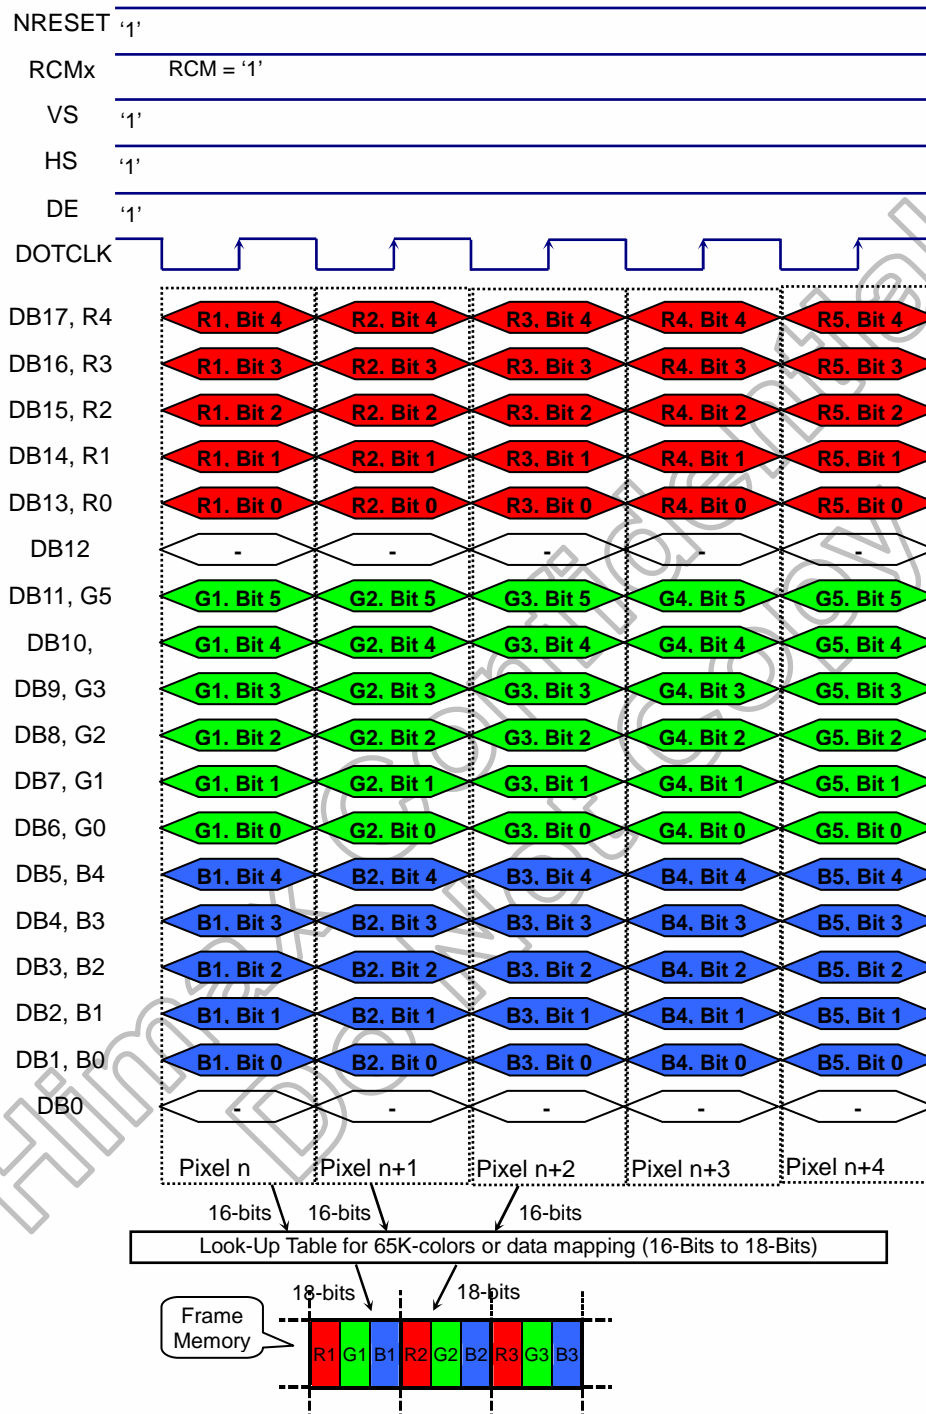 NRESET ‘1’
RCMx RCM = ‘1’
VS ‘1’
HS ‘1’
DE ‘1’
DOTCLK
DB17, R4 R1, Bit 4 R2, Bit 4 R3, Bit 4 R4, Bit 4 R5, Bit 4
DB16, R3 R1, Bit 3 R2, Bit 3 R3, Bit 3 R4, Bit 3 R5, Bit 3
DB15, R2 R1, Bit 2 R2, Bit 2 R3, Bit 2 R4, Bit 2 R5, Bit 2
DB14, R1 R1, Bit 1 R2, Bit 1 R3, Bit 1 R4, Bit 1 R5, Bit 1
DB13, R0 R1, Bit 0 R2, Bit 0 R3, Bit 0 R4, Bit 0 R5, Bit 0
DB12 - - - - -
DB11, G5 G1, Bit 5 G2, Bit 5 G3, Bit 5 G4, Bit 5 G5, Bit 5
DB10, G1, Bit 4 G2, Bit 4 G3, Bit 4 G4, Bit 4 G5, Bit 4
DB9, G3 G1, Bit 3 G2, Bit 3 G3, Bit 3 G4, Bit 3 G5, Bit 3
DB8, G2 G1, Bit 2 G2, Bit 2 G3, Bit 2 G4, Bit 2 G5, Bit 2
DB7, G1 G1, Bit 1 G2, Bit 1 G3, Bit 1 G4, Bit 1 G5, Bit 1
DB6, G0 G1, Bit 0 G2, Bit 0 G3, Bit 0 G4, Bit 0 G5, Bit 0
DB5, B4 B1, Bit 4 B2, Bit 4 B3, Bit 4 B4, Bit 4 B5, Bit 4
DB4, B3 B1, Bit 3 B2, Bit 3 B3, Bit 3 B4, Bit 3 B5, Bit 3
DB3, B2 B1, Bit 2 B2, Bit 2 B3, Bit 2 B4, Bit 2 B5, Bit 2
DB2, B1 B1, Bit 1 B2, Bit 1 B3, Bit 1 B4, Bit 1 B5, Bit 1
DB1, B0 B1, Bit 0 B2, Bit 0 B3, Bit 0 B4, Bit 0 B5, Bit 0
DB0 - - - - -
Pixel n Pixel n+1 Pixel n+2 Pixel n+3 Pixel n+4
16-bits 16-bits 16-bits
Look-Up Table for 65K-colors or data mapping (16-Bits to 18-Bits)
18-bits 18-bits
Frame
Memory
R1 G1 B1 R2 G2 B2 R3 G3 B3
Himax Confidential
Do Not Copy